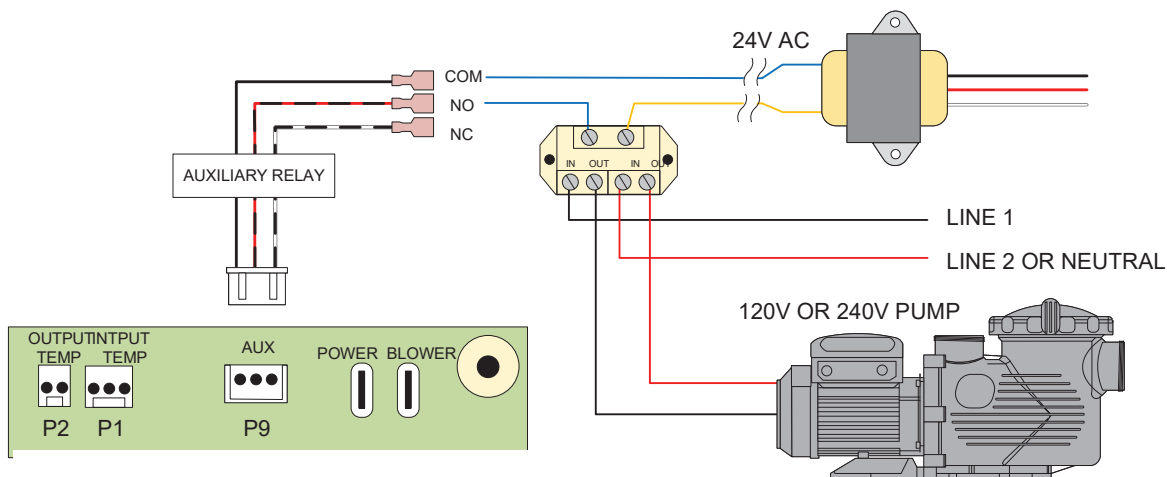 24V AC
COM
NO
NC
AUXILIARY RELAY
IN OUT IN OUT
LINE 1
LINE 2 OR NEUTRAL
120V OR 240V PUMP
OUTPUT INTPUT
TEMP TEMP
AUX
POWER BLOWER
P2 P1 P9